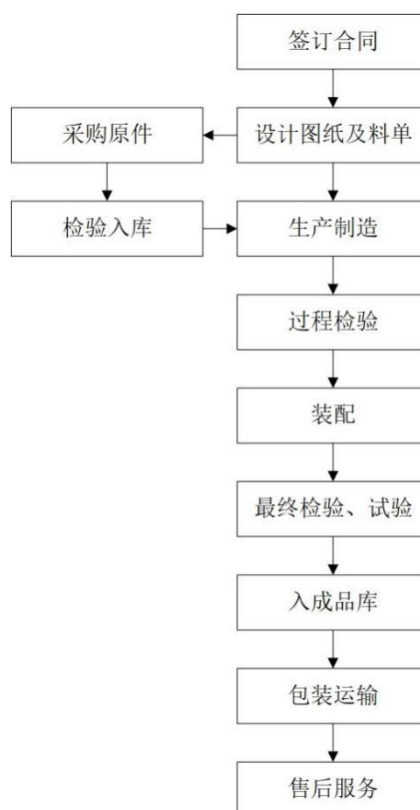 签订合同
采购原件
设计图纸及料单
检验入库
生产制造
过程检验
装配
最终检验、试验
入成品库
包装运输
售后服务